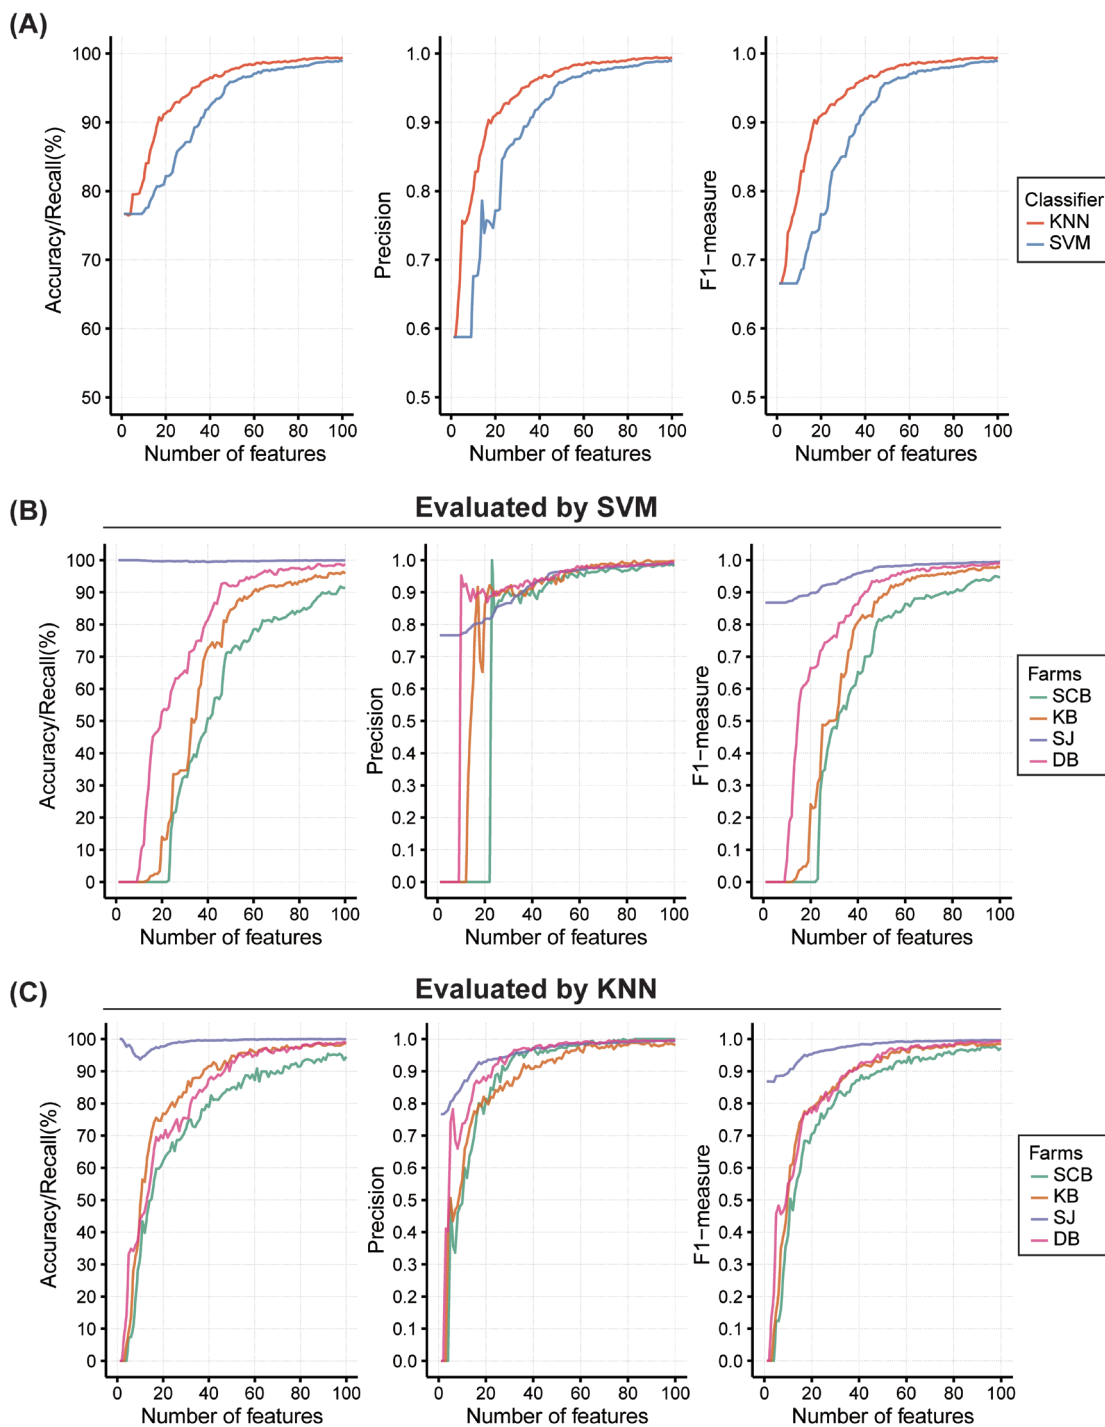 (A)
100
90
80
70
60
50
Accuracy/Recall(%)
0 20 40 60 80 100
Number of features
1.0
0.9
0.8
0.7
0.6
0.5
Precision
0 20 40 60 80 100
Number of features
1.0
0.9
0.8
0.7
0.6
0.5
F1−measure
0 20 40 60 80 100
Number of features
Classifier
KNN
SVM
(B)
Evaluated by SVM
100
90
80
70
60
50
40
30
20
10
0
Accuracy/Recall(%)
0 20 40 60 80 100
Number of features
1.0
0.9
0.8
0.7
0.6
0.5
0.4
0.3
0.2
0.1
0.0
Precision
0 20 40 60 80 100
Number of features
1.0
0.9
0.8
0.7
0.6
0.5
0.4
0.3
0.2
0.1
0.0
F1−measure
0 20 40 60 80 100
Number of features
Farms
SCB
KB
SJ
DB
(C)
Evaluated by KNN
100
90
80
70
60
50
40
30
20
10
0
Accuracy/Recall(%)
0 20 40 60 80 100
Number of features
1.0
0.9
0.8
0.7
0.6
0.5
0.4
0.3
0.2
0.1
0.0
Precision
0 20 40 60 80 100
Number of features
1.0
0.9
0.8
0.7
0.6
0.5
0.4
0.3
0.2
0.1
0.0
F1−measure
0 20 40 60 80 100
Number of features
Farms
SCB
KB
SJ
DB